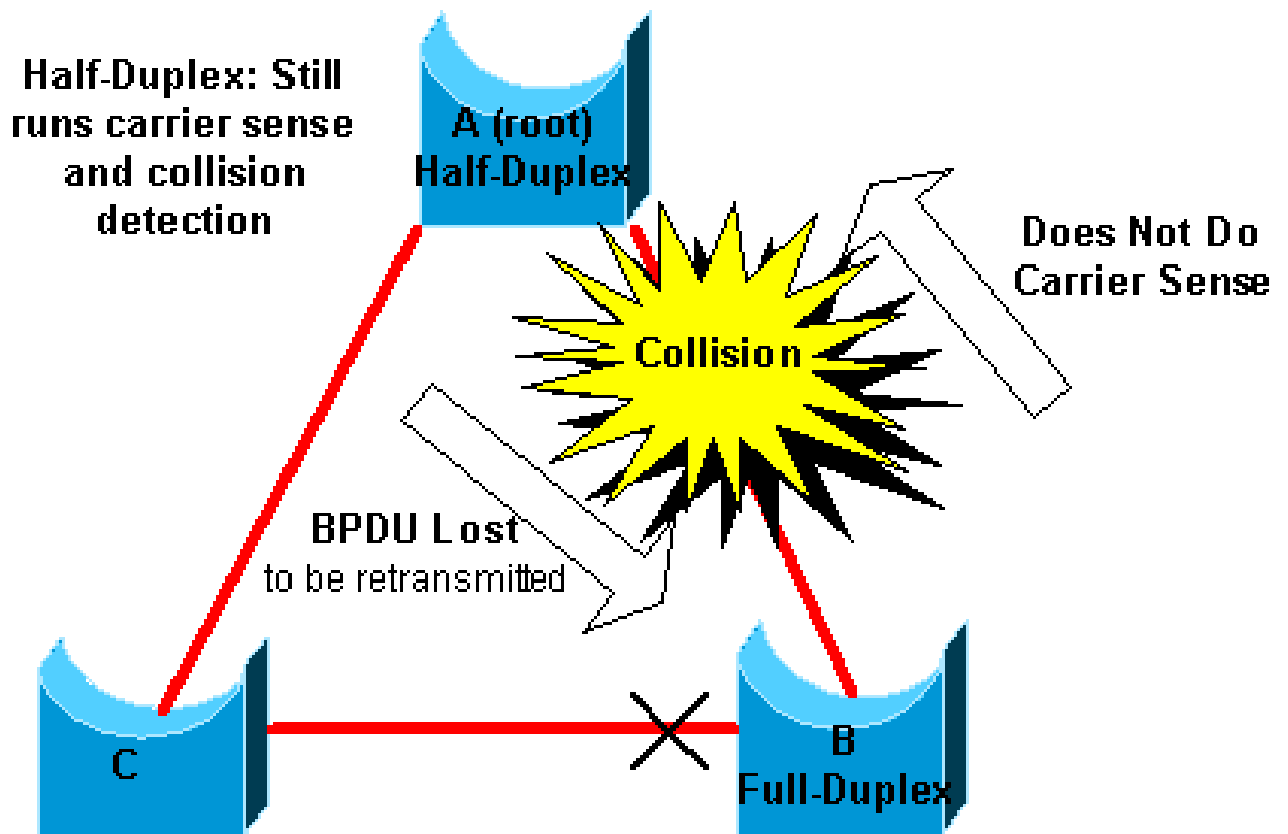 Half-Duplex: Still
runs carrier sense
and collision
detection
A (root)
Half-Duplex
Does Not Do
Carrier Sense
Collision
BPDU Lost
to be retransmitted
C
B
Full-Duplex